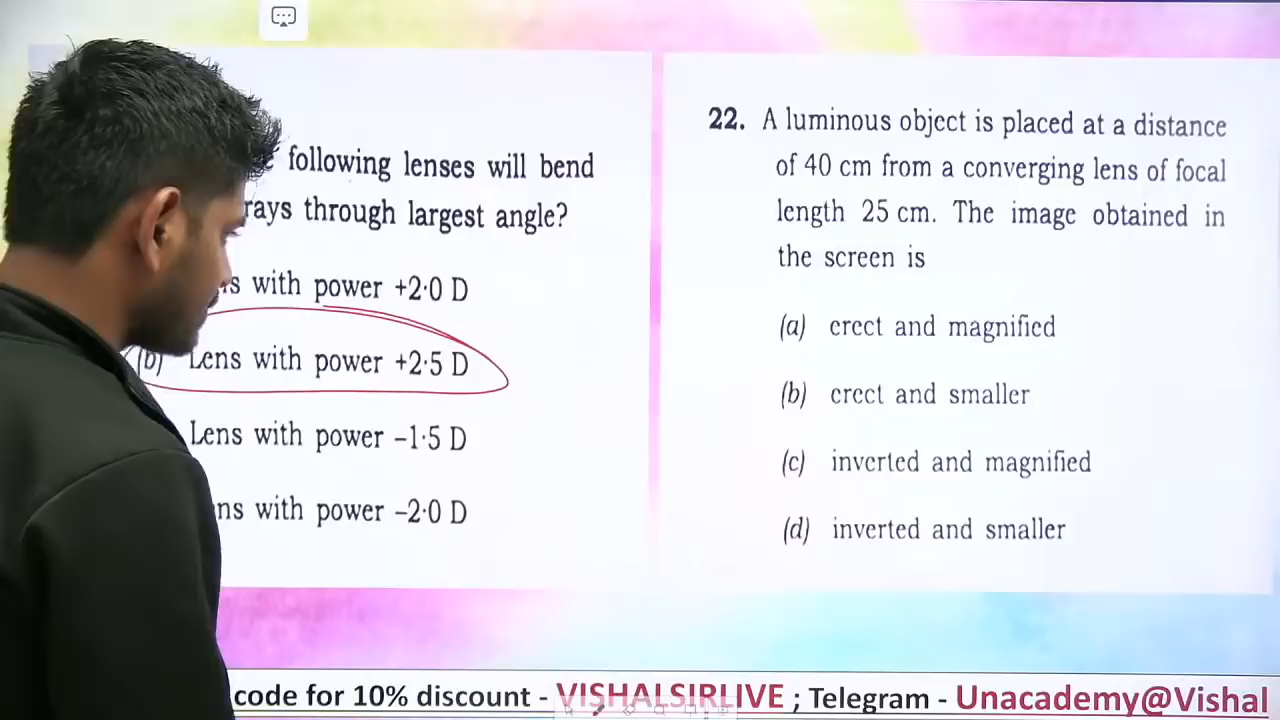 following lenses will bend
rays through largest angle?
with power +2·0 D
(b) Lens with power +2·5 D
Lens with power –1·5 D
with power –2·0 D
22. A luminous object is placed at a distance
of 40 cm from a converging lens of focal
length 25 cm. The image obtained in
the screen is
(a) erect and magnified
(b) erect and smaller
(c) inverted and magnified
(d) inverted and smaller
code for 10% discount - VISHALSIRLIVE ; Telegram - Unacademy@Vishal